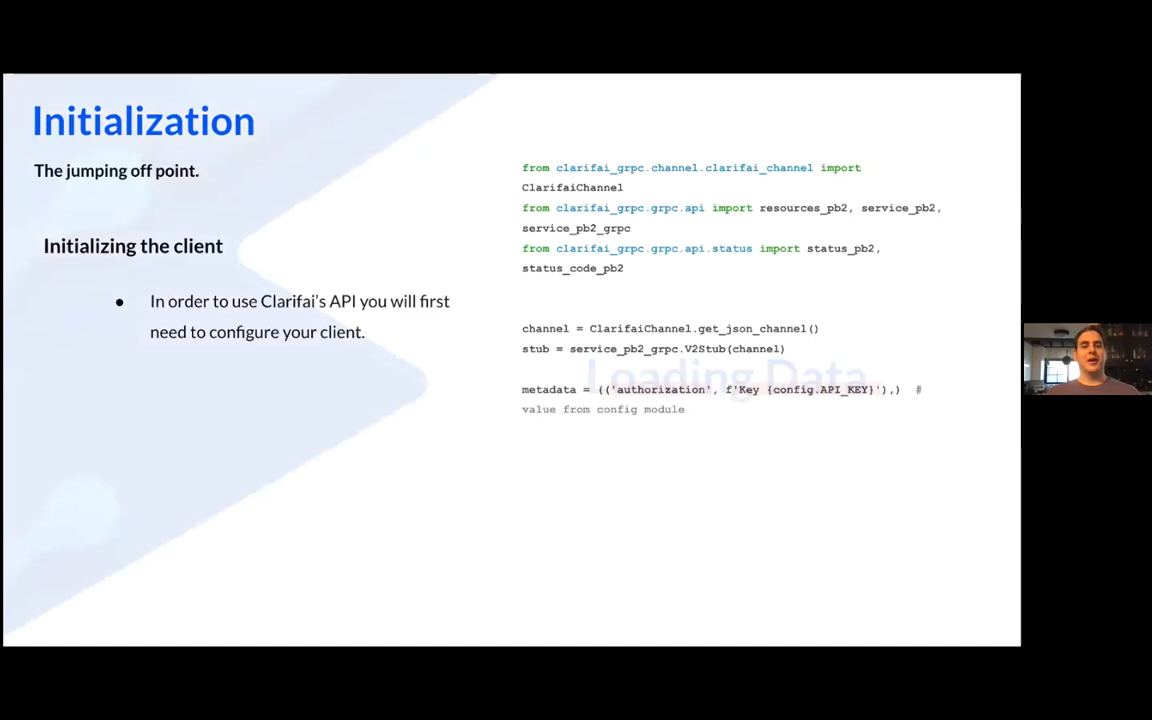 Initialization
The jumping off point.
Initializing the client
● In order to use Clarifai's API you will first
need to configure your client.
from clarifai_grpc.channel.clarifai_channel import
ClarifaiChannel
from clarifai_grpc.grpc.api import resources_pb2, service_pb2,
service_pb2_grpc
from clarifai_grpc.grpc.api.status import status_pb2,
status_code_pb2
channel = ClarifaiChannel.get_json_channel()
stub = service_pb2_grpc.V2Stub(channel)
Loading Data
metadata = (('authorization', f'Key {config.API_KEY}'),) #
value from config module